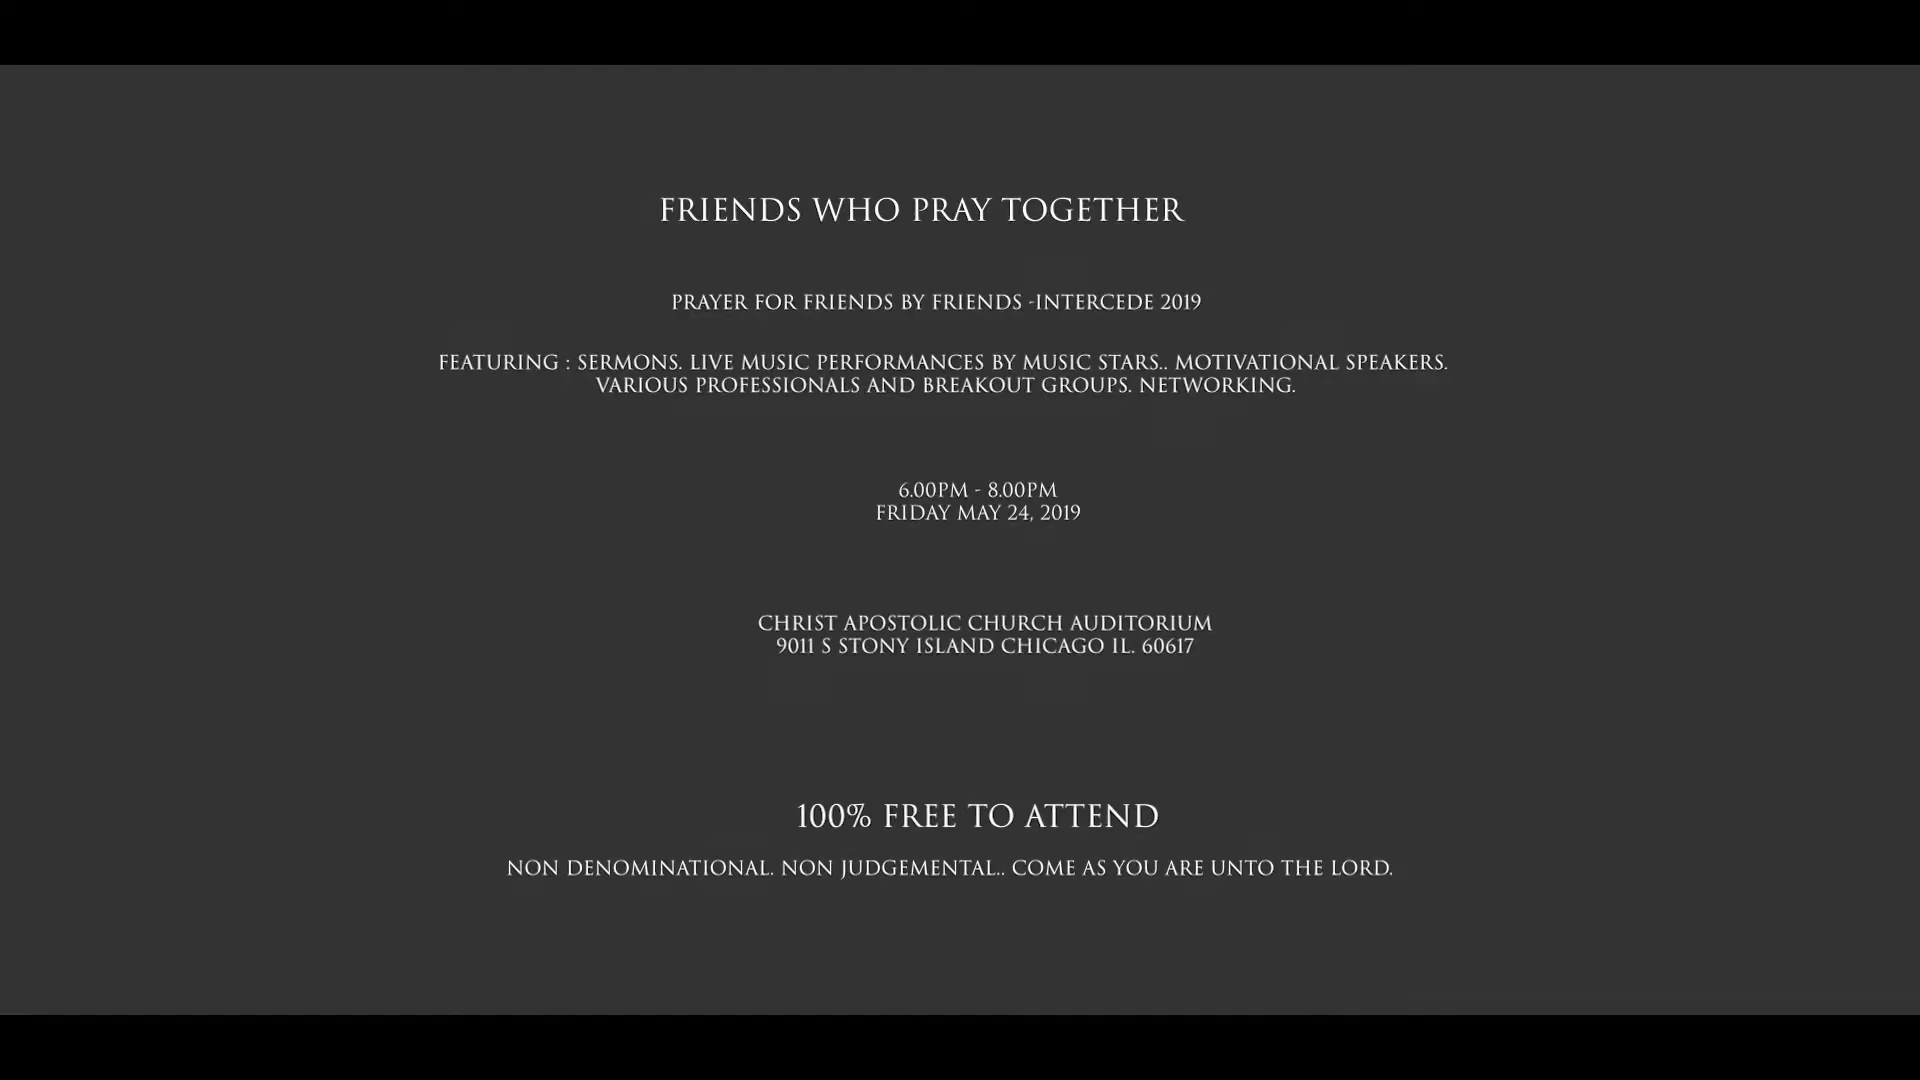 FRIENDS WHO PRAY TOGETHER
PRAYER FOR FRIENDS BY FRIENDS -INTERCEDE 2019
FEATURING : SERMONS. LIVE MUSIC PERFORMANCES BY MUSIC STARS.. MOTIVATIONAL SPEAKERS.
VARIOUS PROFESSIONALS AND BREAKOUT GROUPS. NETWORKING.
6.00PM - 8.00PM
FRIDAY MAY 24, 2019
CHRIST APOSTOLIC CHURCH AUDITORIUM
9011 S STONY ISLAND CHICAGO IL. 60617
100% FREE TO ATTEND
NON DENOMINATIONAL. NON JUDGEMENTAL.. COME AS YOU ARE UNTO THE LORD.